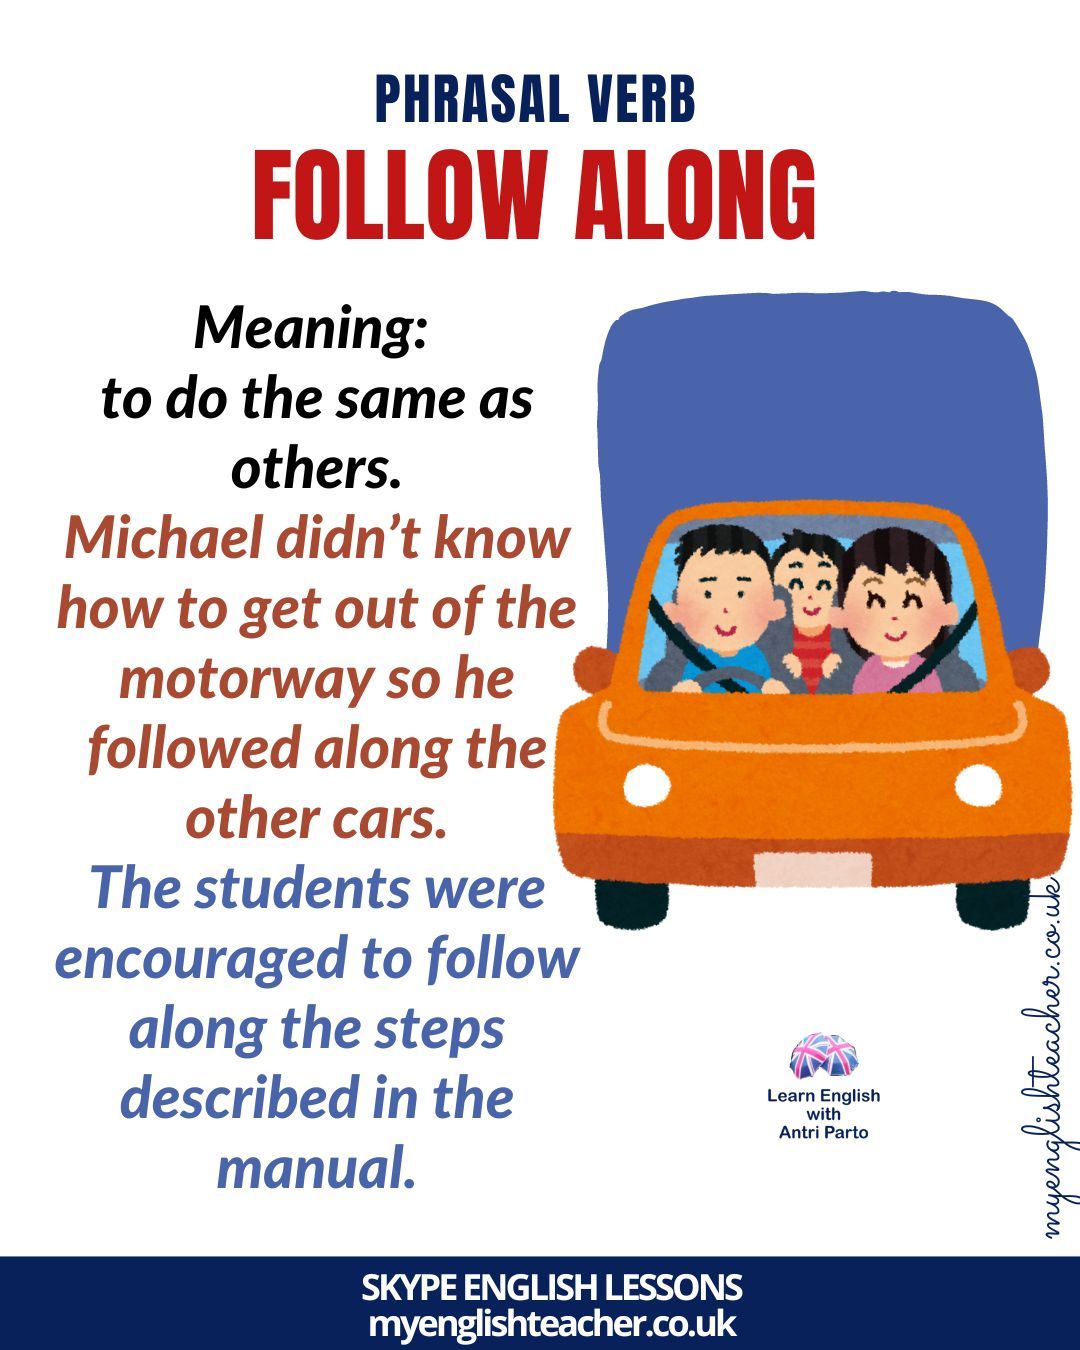 PHRASAL VERB
FOLLOW ALONG
Meaning:
to do the same as
others.
Michael didn’t know
how to get out of the
motorway so he
followed along the
other cars.
The students were
encouraged to follow
along the steps
described in the
manual.
Learn English
with
Antri Parto
myenglishteacher.co.uk
SKYPE ENGLISH LESSONS
myenglishteacher.co.uk